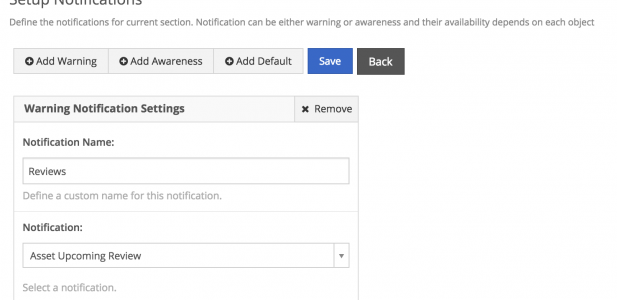 Setup Notifications
Define the notifications for current section. Notification can be either warning or awareness and their availability depends on each object
Add Warning Add Awareness Add Default Save Back
Warning Notification Settings Remove
Notification Name:
Reviews
Define a custom name for this notification.
Notification:
Asset Upcoming Review
Select a notification.